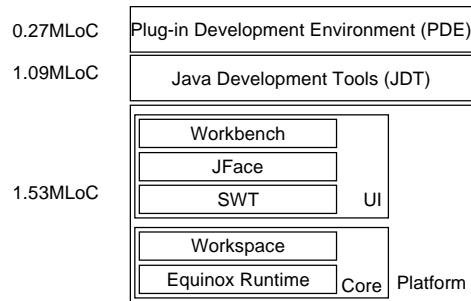 0.27MLoC Plug-in Development Environment (PDE)
1.09MLoC Java Development Tools (JDT)
Workbench
JFace
1.53MLoC SWT UI
Workspace
Equinox Runtime Core Platform